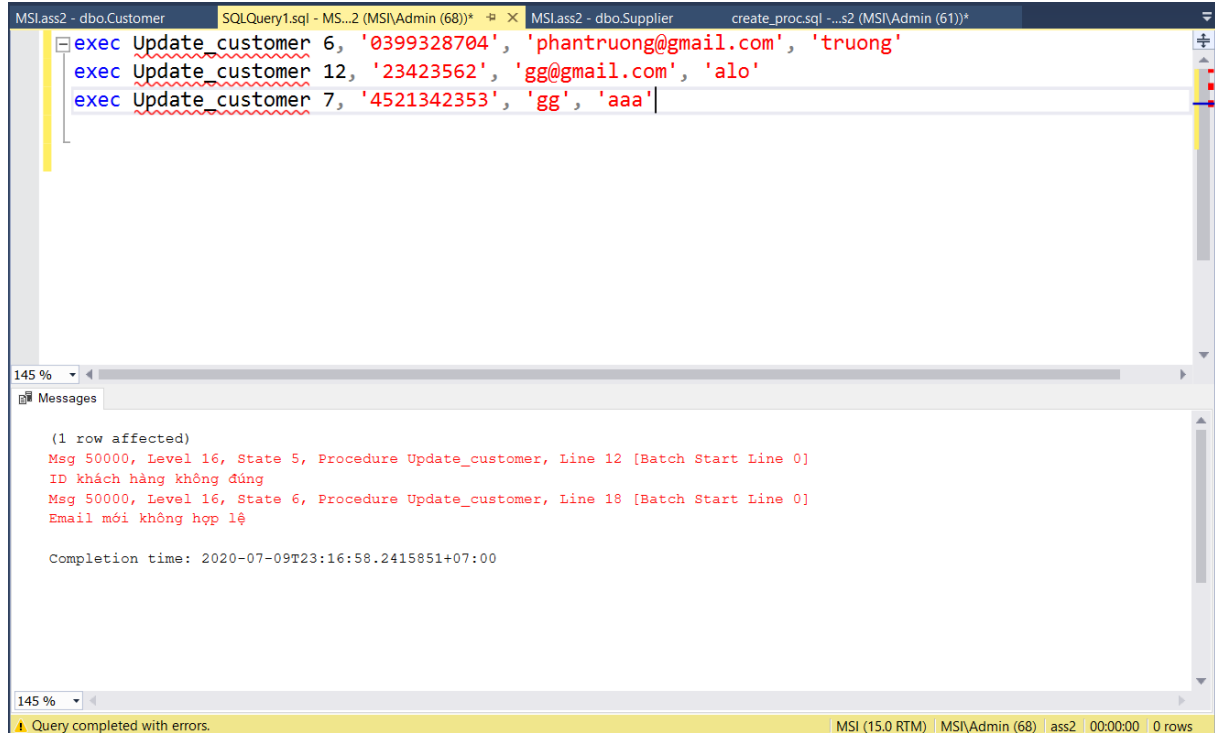 MSI.ass2 - dbo.Customer SQLQuery1.sql - MS...2 (MSI\Admin (68))* MSI.ass2 - dbo.Supplier create_proc.sql -...s2 (MSI\Admin (61))*
exec Update_customer 6, '0399328704', 'phantruong@gmail.com', 'truong'
exec Update_customer 12, '23423562', 'gg@gmail.com', 'alo'
exec Update_customer 7, '4521342353', 'gg', 'aaa'
145 %
Messages
(1 row affected)
Msg 50000, Level 16, State 5, Procedure Update_customer, Line 12 [Batch Start Line 0]
ID khách hàng không đúng
Msg 50000, Level 16, State 6, Procedure Update_customer, Line 18 [Batch Start Line 0]
Email mới không hợp lệ
Completion time: 2020-07-09T23:16:58.2415851+07:00
145 %
Query completed with errors. MSI (15.0 RTM) MSI\Admin (68) ass2 00:00:00 0 rows